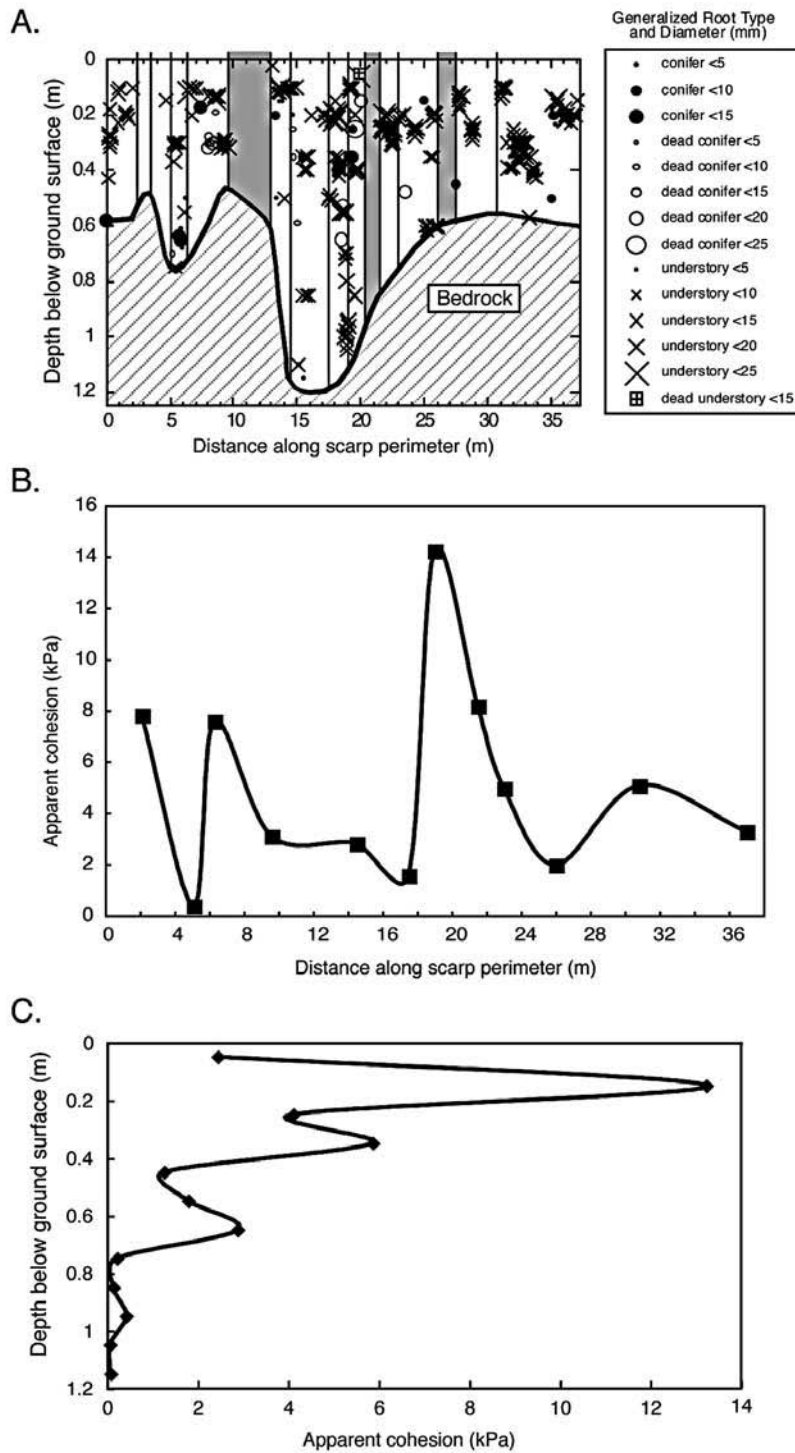 A.
Depth below ground surface (m)
0
0.2
0.4
0.6
0.8
1
1.2
Bedrock
0 5 10 15 20 25 30 35
Distance along scarp perimeter (m)
Generalized Root Type
and Diameter (mm)
conifer <5
conifer <10
conifer <15
dead conifer <5
dead conifer <10
dead conifer <15
dead conifer <20
dead conifer <25
understory <5
understory <10
understory <15
understory <20
understory <25
dead understory <15
B.
Apparent cohesion (kPa)
16
14
12
10
8
6
4
2
0
0 4 8 12 16 20 24 28 32 36
Distance along scarp perimeter (m)
C.
Depth below ground surface (m)
0
0.2
0.4
0.6
0.8
1
1.2
0 2 4 6 8 10 12 14
Apparent cohesion (kPa)